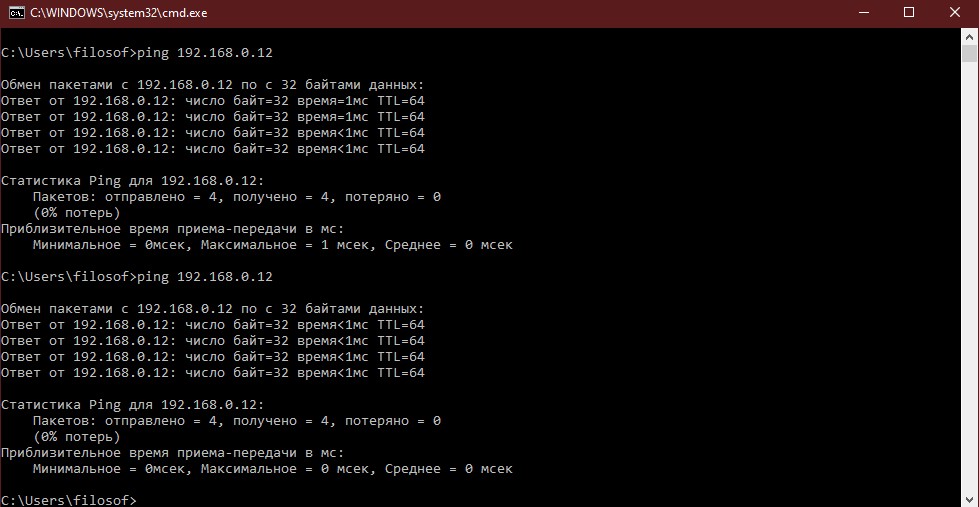 C:\WINDOWS\system32\cmd.exe
C:\Users\filosof>ping 192.168.0.12
Обмен пакетами с 192.168.0.12 по с 32 байтами данных:
Ответ от 192.168.0.12: число байт=32 время=1мс TTL=64
Ответ от 192.168.0.12: число байт=32 время=1мс TTL=64
Ответ от 192.168.0.12: число байт=32 время<1мс TTL=64
Ответ от 192.168.0.12: число байт=32 время<1мс TTL=64
Статистика Ping для 192.168.0.12:
Пакетов: отправлено = 4, получено = 4, потеряно = 0
(0% потерь)
Приблизительное время приема-передачи в мс:
Минимальное = 0мсек, Максимальное = 1 мсек, Среднее = 0 мсек
C:\Users\filosof>ping 192.168.0.12
Обмен пакетами с 192.168.0.12 по с 32 байтами данных:
Ответ от 192.168.0.12: число байт=32 время<1мс TTL=64
Ответ от 192.168.0.12: число байт=32 время<1мс TTL=64
Ответ от 192.168.0.12: число байт=32 время<1мс TTL=64
Ответ от 192.168.0.12: число байт=32 время<1мс TTL=64
Статистика Ping для 192.168.0.12:
Пакетов: отправлено = 4, получено = 4, потеряно = 0
(0% потерь)
Приблизительное время приема-передачи в мс:
Минимальное = 0мсек, Максимальное = 0 мсек, Среднее = 0 мсек
C:\Users\filosof>